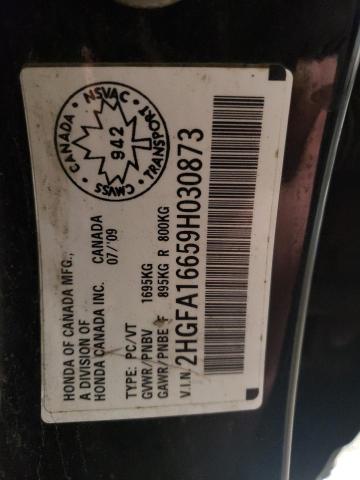 HONDA OF CANADA MFG.,
A DIVISION OF
HONDA CANADA INC.
CANADA
07/'09
TYPE: PC/VT
GVWR/PNBV 1695KG
GAWR/PNBE F 895KG R 800KG
V.I.N. 2HGFA16659H030873
CANADA
NSVAC
TRANSPORT
CMVSS
942